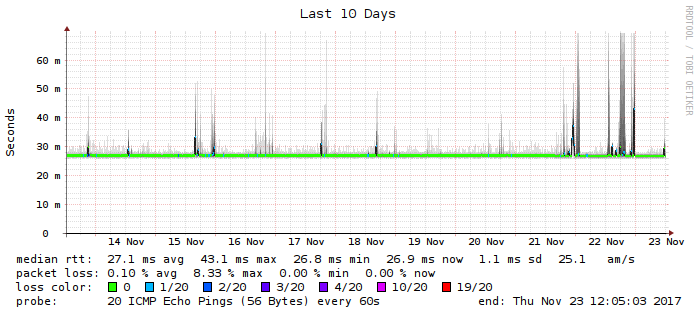 Last 10 Days
RRDTOOL / TOBI OETIKER
Seconds
60 m
50 m
40 m
30 m
20 m
10 m
0
14 Nov 15 Nov 16 Nov 17 Nov 18 Nov 19 Nov 20 Nov 21 Nov 22 Nov 23 Nov
median rtt: 27.1 ms avg 43.1 ms max 26.8 ms min 26.9 ms now 1.1 ms sd 25.1 am/s
packet loss: 0.10 % avg 8.33 % max 0.00 % min 0.00 % now
loss color: 0 1/20 2/20 3/20 4/20 10/20 19/20
probe: 20 ICMP Echo Pings (56 Bytes) every 60s end: Thu Nov 23 12:05:03 2017